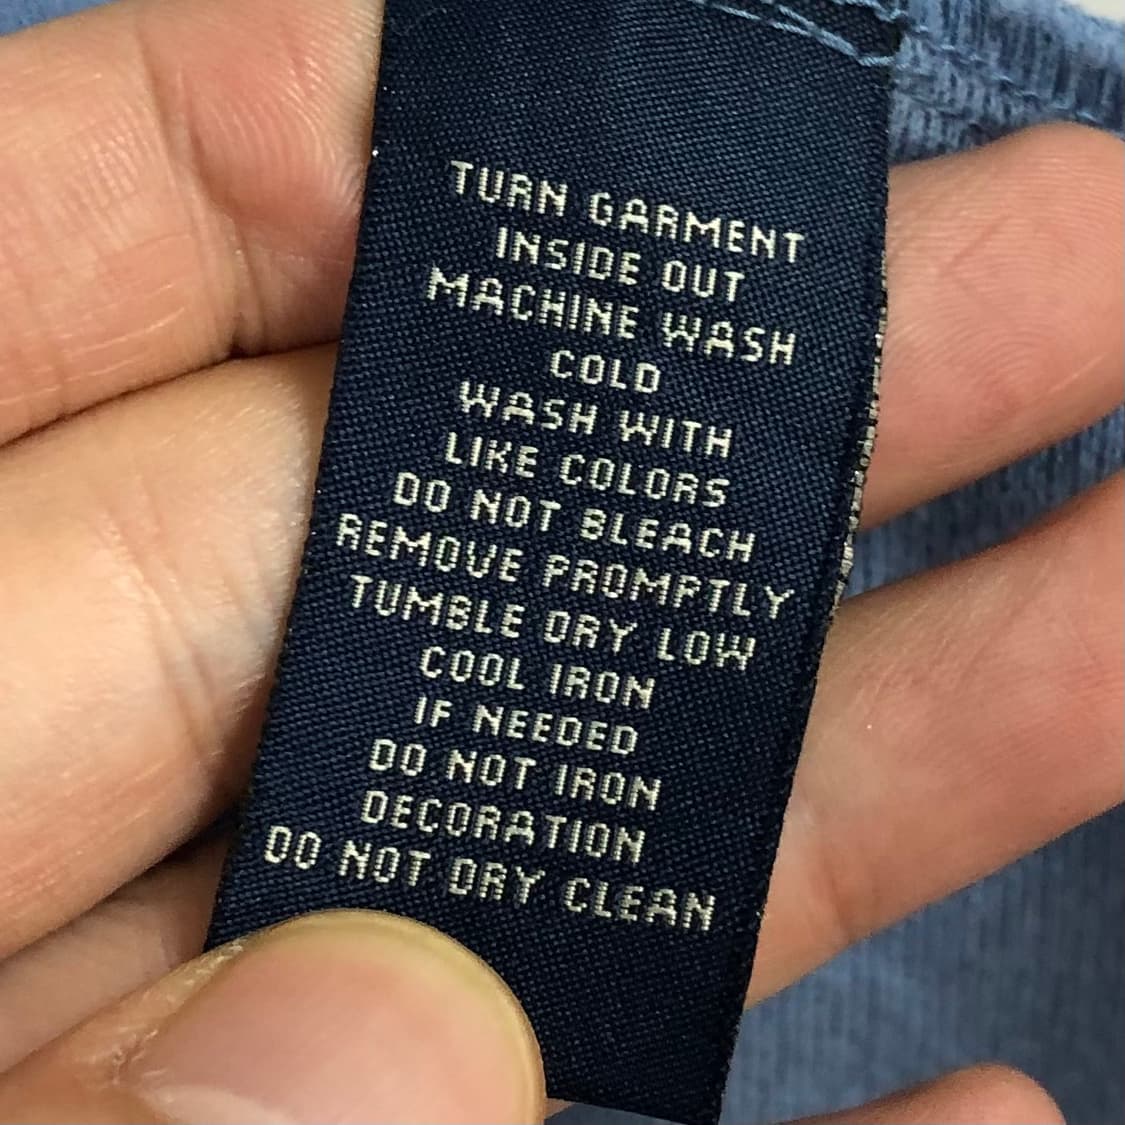 TURN GARMENT
INSIDE OUT
MACHINE WASH
COLD
WASH WITH
LIKE COLORS
DO NOT BLEACH
REMOVE PROMPTLY
TUMBLE DRY LOW
COOL IRON
IF NEEDED
DO NOT IRON
DECORATION
DO NOT DRY CLEAN